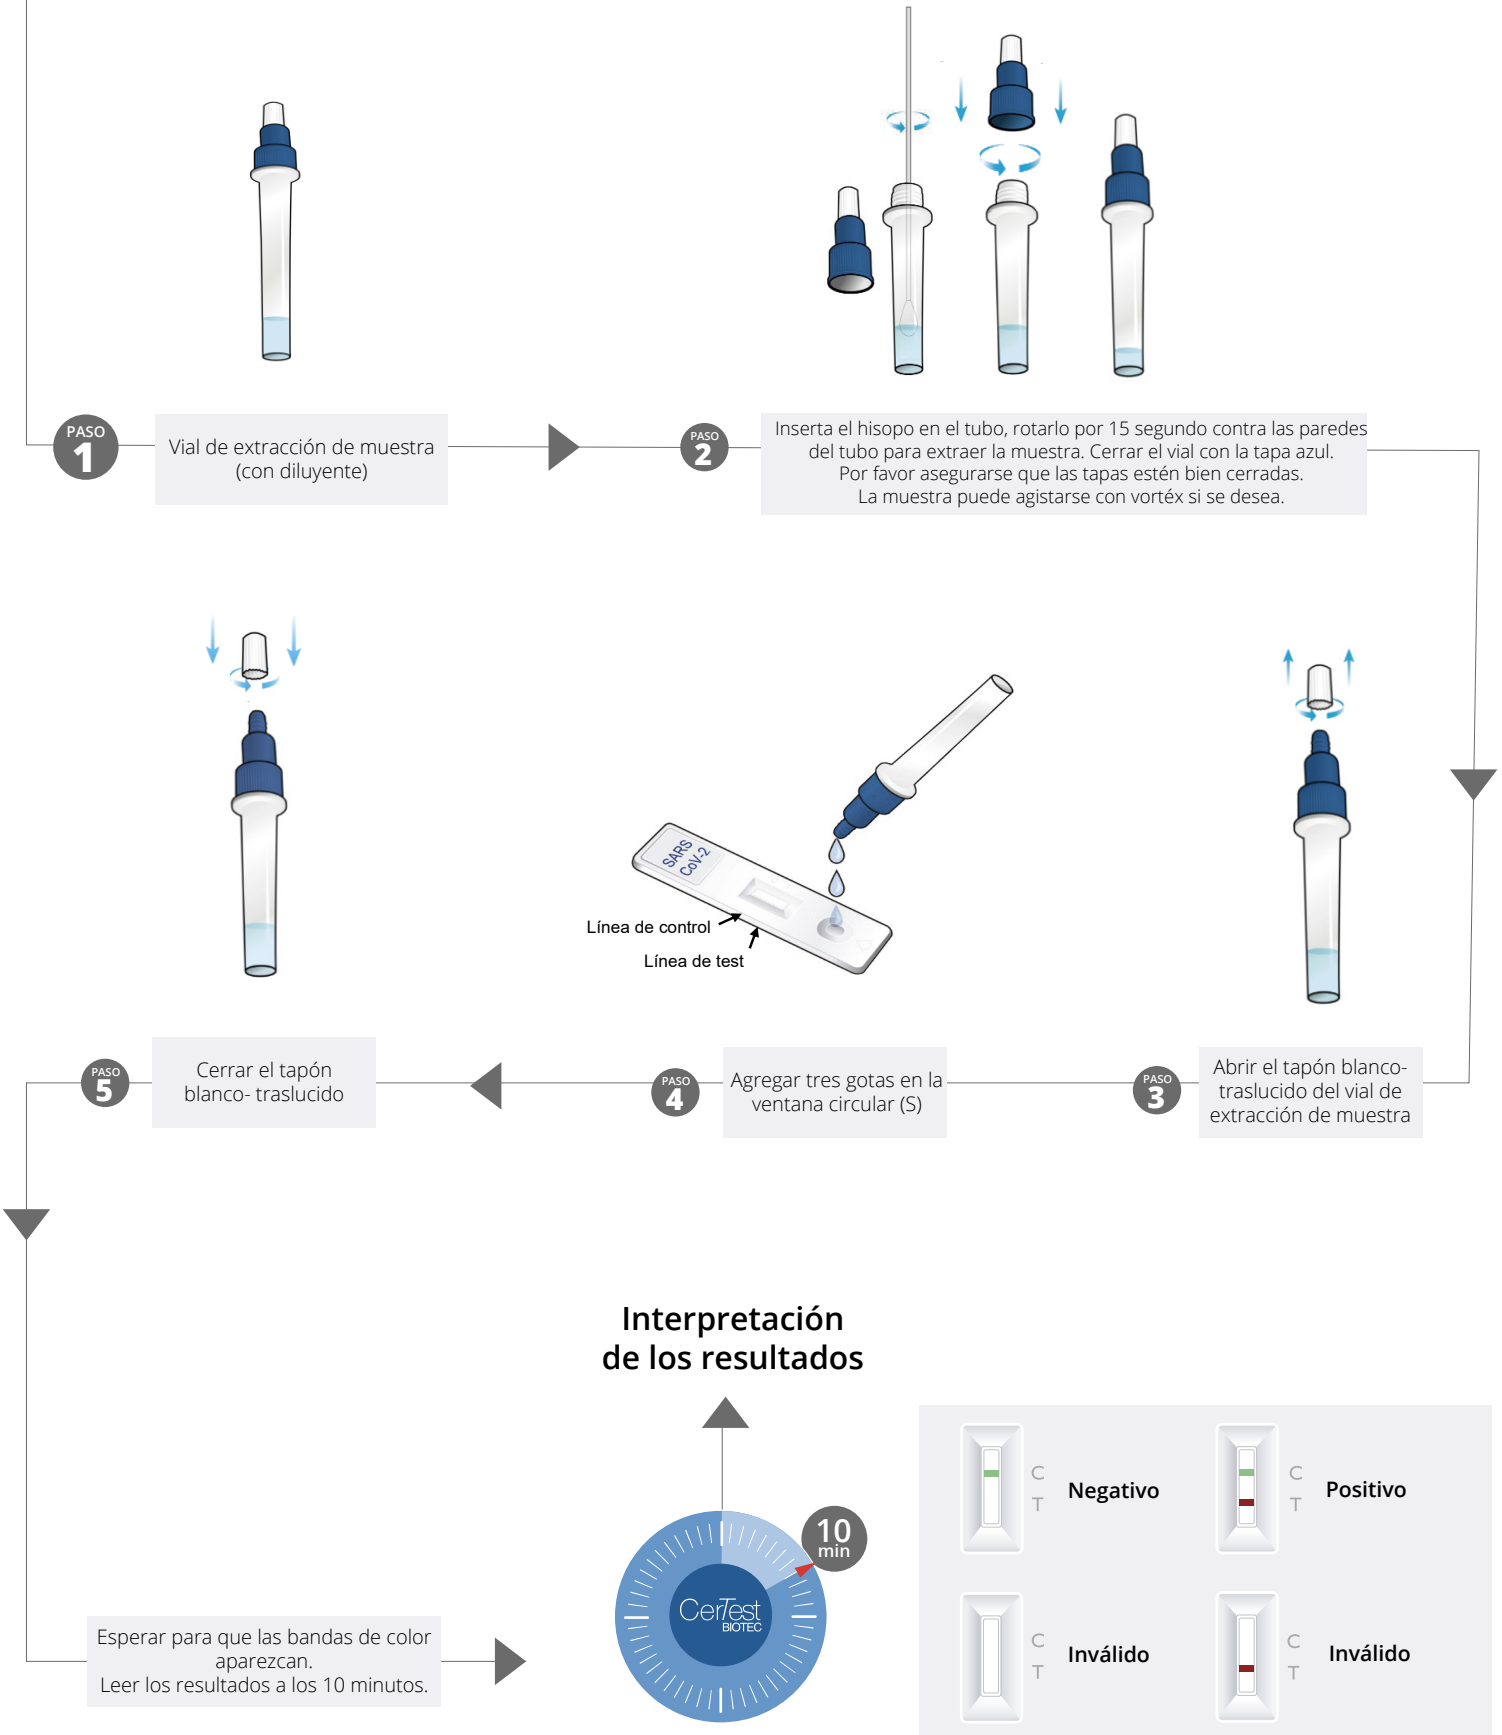 PASO
1
Vial de extracción de muestra
(con diluyente)
PASO
2
Inserta el hisopo en el tubo, rotarlo por 15 segundo contra las paredes
del tubo para extraer la muestra. Cerrar el vial con la tapa azul.
Por favor asegurarse que las tapas estén bien cerradas.
La muestra puede agistarse con vortéx si se desea.
PASO
3
Abrir el tapón blanco-
traslucido del vial de
extracción de muestra
SARS
CoV-2
Línea de control
Línea de test
PASO
4
Agregar tres gotas en la
ventana circular (S)
PASO
5
Cerrar el tapón
blanco- traslucido
Esperar para que las bandas de color
aparezcan.
Leer los resultados a los 10 minutos.
10
min
CerTest
BIOTEC
Interpretación
de los resultados
C
T
Negativo
C
T
Positivo
C
T
Inválido
C
T
Inválido